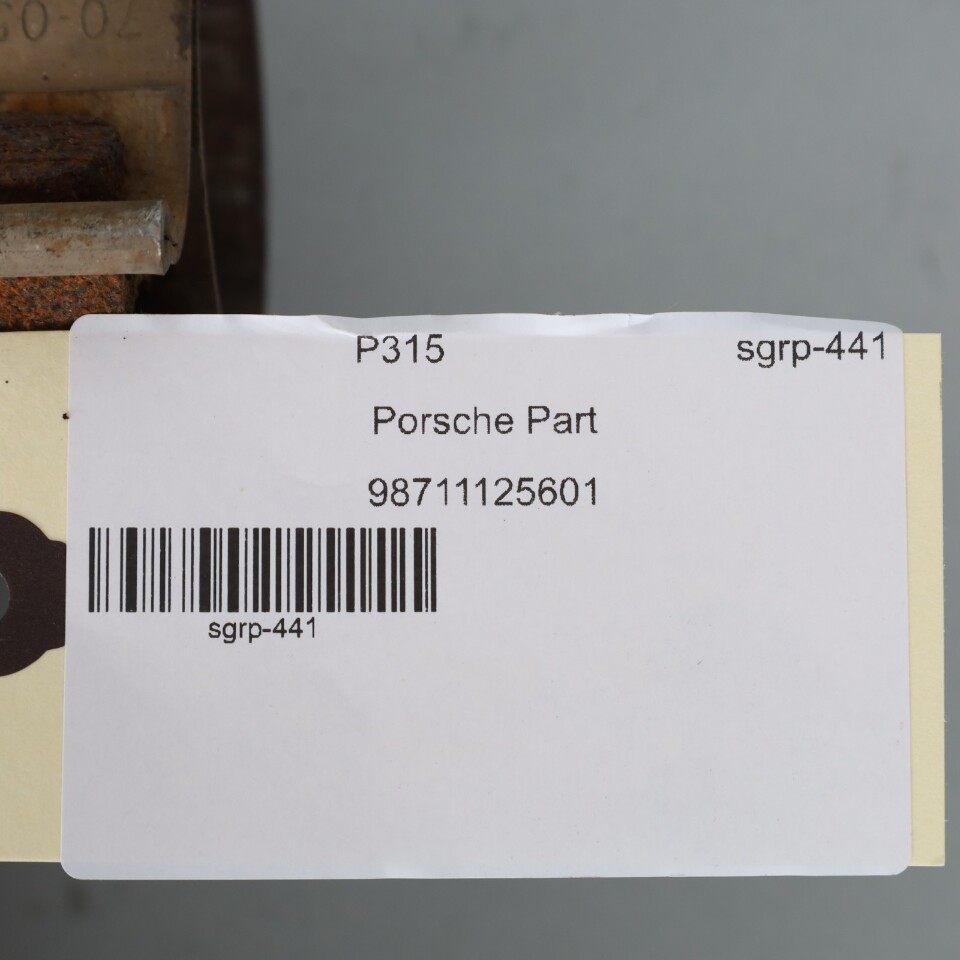 P315 sgrp-441
Porsche Part
98711125601
sgrp-441